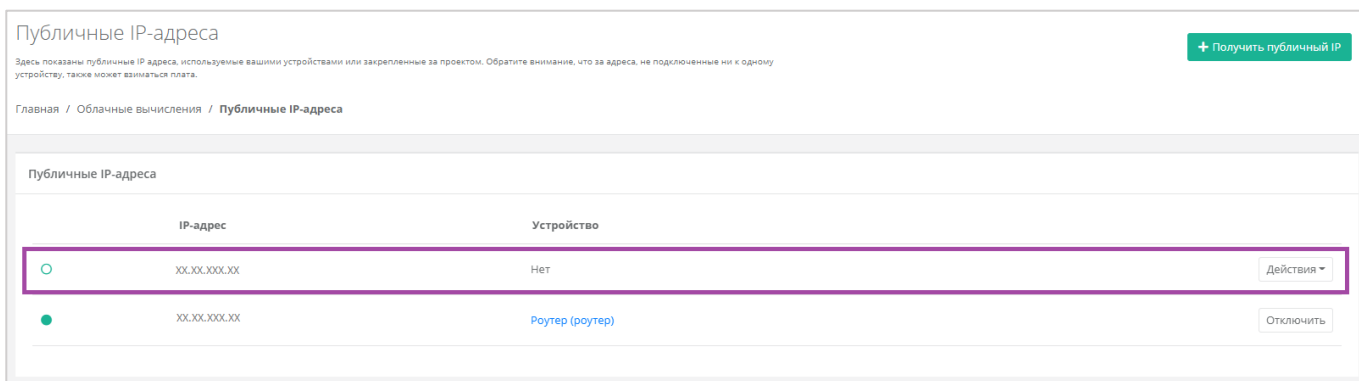 Публичные IP-адреса
+ Получить публичный IP
Здесь показаны публичные IP адреса, используемые вашими устройствами или закрепленные за проектом. Обратите внимание, что за адреса, не подключенные ни к одному
устройству, также может взиматься плата.
Главная / Облачные вычисления / Публичные IP-адреса
Публичные IP-адреса
IP-адрес Устройство
XX.XX.XXX.XX Нет Действия
XX.XX.XXX.XX Роутер (роутер) Отключить